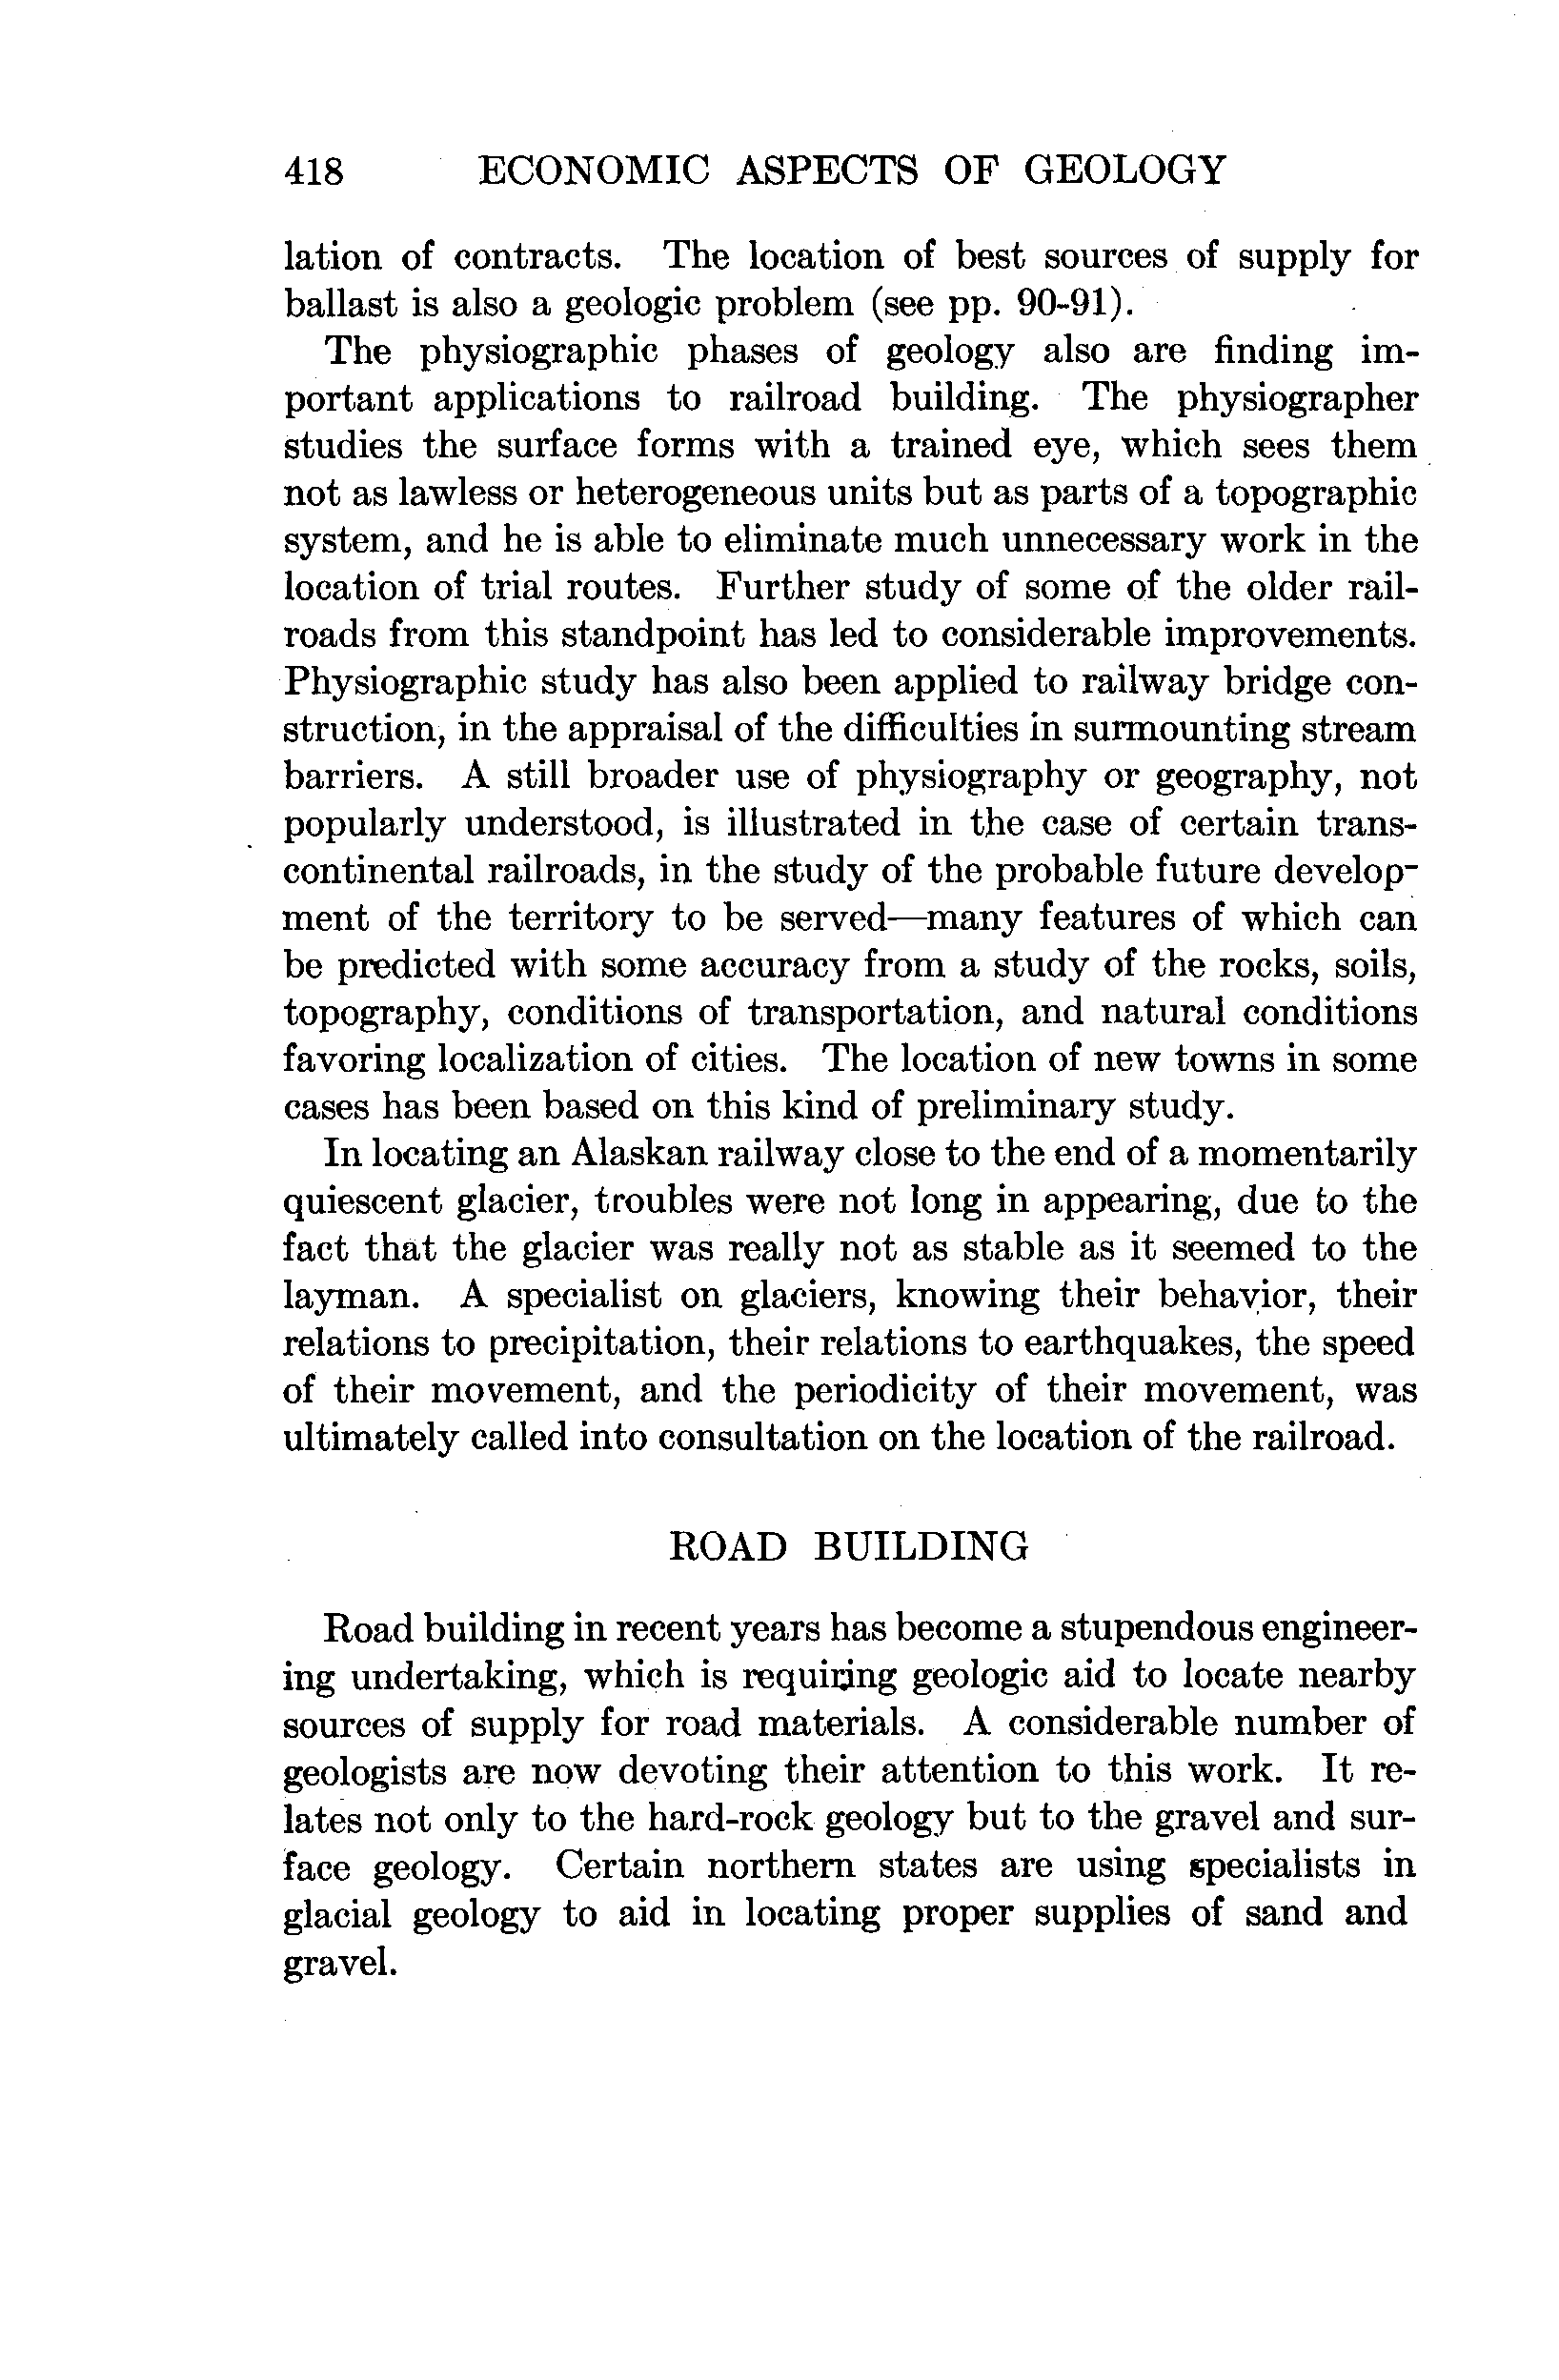 418 ECONOMIC ASPECTS OF GEOLOGY
lation of contracts. The location of best sources of supply for
ballast is also a geologic problem (see pp. 90-91).
The physiographic phases of geology also are finding im-
portant applications to railroad building. The physiographer
studies the surface forms with a trained eye, which sees them
not as lawless or heterogeneous units but as parts of a topographic
system, and he is able to eliminate much unnecessary work in the
location of trial routes. Further study of some of the older rail-
roads from this standpoint has led to considerable improvements.
Physiographic study has also been applied to railway bridge con-
struction, in the appraisal of the difficulties in surmounting stream
barriers. A still broader use of physiography or geography, not
popularly understood, is illustrated in the case of certain trans-
continental railroads, in the study of the probable future develop-
ment of the territory to be served—many features of which can
be predicted with some accuracy from a study of the rocks, soils,
topography, conditions of transportation, and natural conditions
favoring localization of cities. The location of new towns in some
cases has been based on this kind of preliminary study.
In locating an Alaskan railway close to the end of a momentarily
quiescent glacier, troubles were not long in appearing, due to the
fact that the glacier was really not as stable as it seemed to the
layman. A specialist on glaciers, knowing their behavior, their
relations to precipitation, their relations to earthquakes, the speed
of their movement, and the periodicity of their movement, was
ultimately called into consultation on the location of the railroad.
ROAD BUILDING
Road building in recent years has become a stupendous engineer-
ing undertaking, which is requiring geologic aid to locate nearby
sources of supply for road materials. A considerable number of
geologists are now devoting their attention to this work. It re-
lates not only to the hard-rock geology but to the gravel and sur-
face geology. Certain northern states are using specialists in
glacial geology to aid in locating proper supplies of sand and
gravel.